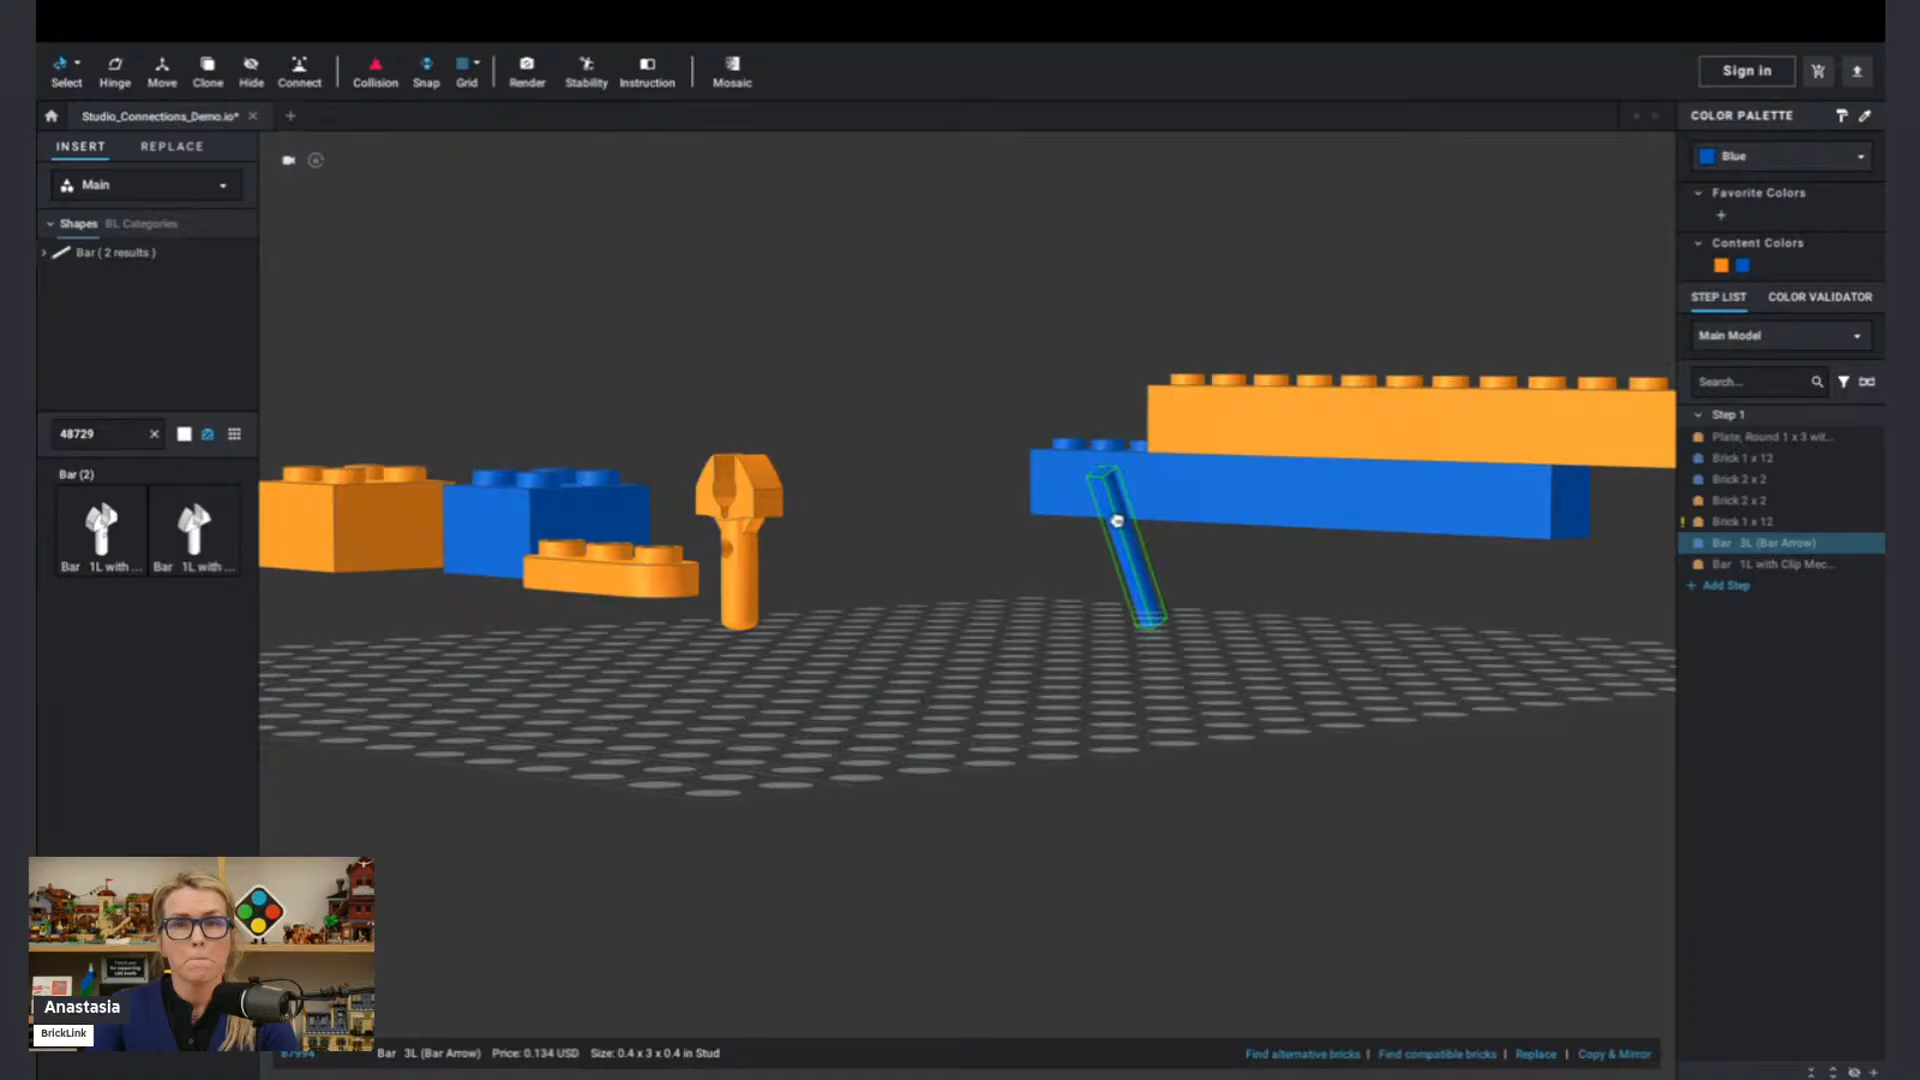 Select
Hinge
Move
Clone
Hide
Connect
Collision
Snap
Grid
Render
Stability
Instruction
Mosaic
Sign in
Studio_Connections_Demo.io*
INSERT
REPLACE
Main
Shapes
BL Categories
Bar ( 2 results )
48729
Bar (2)
Bar 1L with ...
Bar 1L with ...
COLOR PALETTE
Blue
Favorite Colors
Content Colors
STEP LIST
COLOR VALIDATOR
Main Model
Search...
Step 1
Plate, Round 1 x 3 wit...
Brick 1 x 12
Brick 2 x 2
Brick 2 x 2
Brick 1 x 12
Bar 3L (Bar Arrow)
Bar 1L with Clip Mec...
+ Add Step
Anastasia
BrickLink
Bar 3L (Bar Arrow) Price: 0.134 USD Size: 0.4 x 3 x 0.4 in Stud
Find alternative bricks | Find compatible bricks | Replace | Copy & Mirror